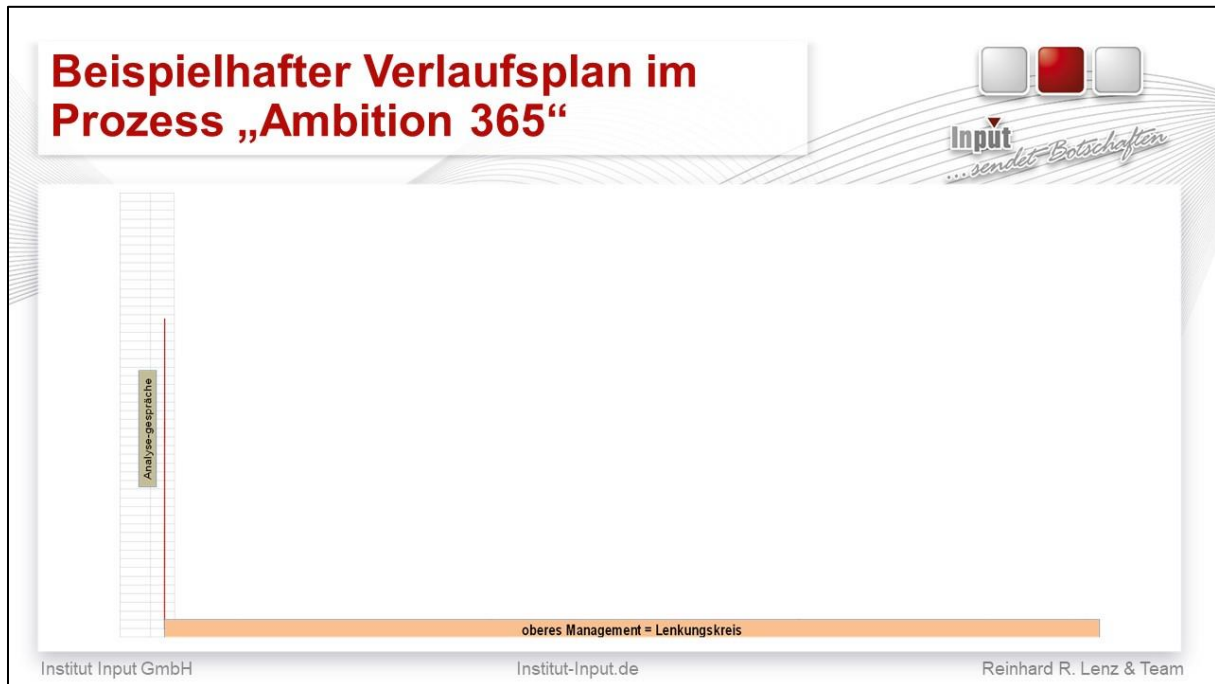 Beispielhafter Verlaufsplan im
Prozess „Ambition 365“
Input
...sendet Botschaften
Analyse-gespräche
oberes Management = Lenkungskreis
Institut Input GmbH
Institut-Input.de
Reinhard R. Lenz & Team